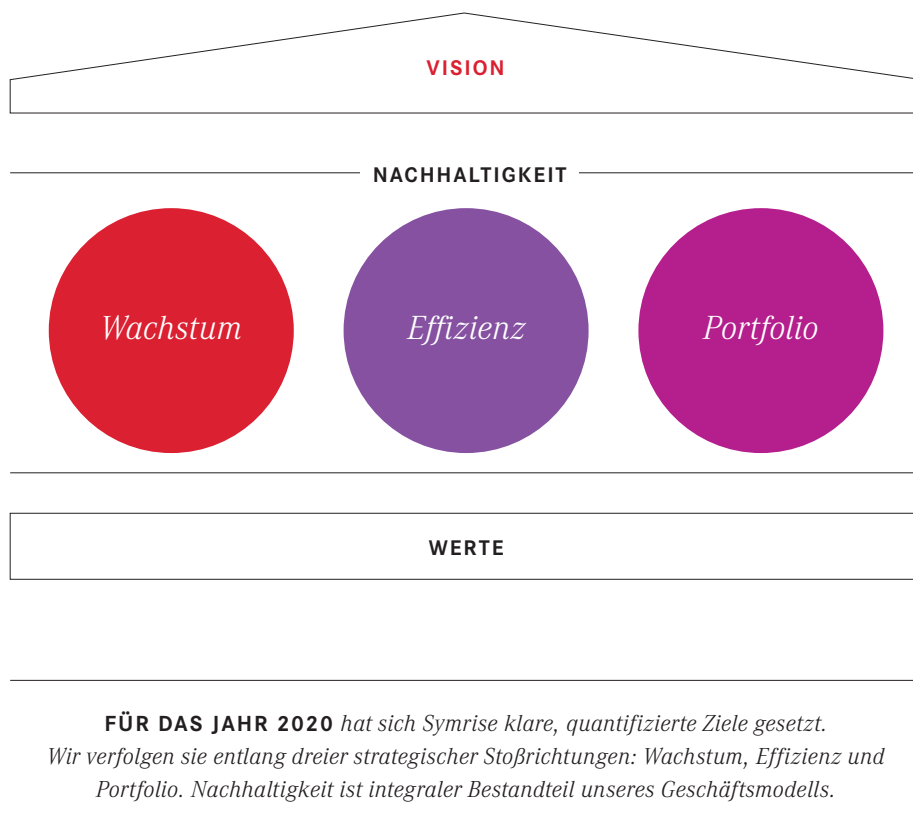 VISION
NACHHALTIGKEIT
Wachstum
Effizienz
Portfolio
WERTE
FÜR DAS JAHR 2020 hat sich Symrise klare, quantifizierte Ziele gesetzt.
Wir verfolgen sie entlang dreier strategischer Stoßrichtungen: Wachstum, Effizienz und
Portfolio. Nachhaltigkeit ist integraler Bestandteil unseres Geschäftsmodells.